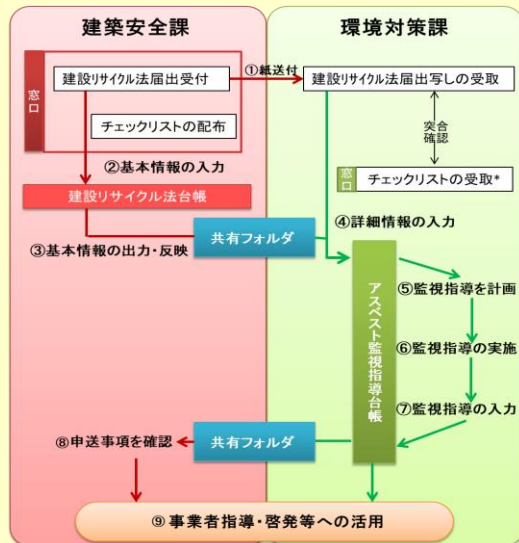 建築安全課
環境対策課
窓口
建設リサイクル法届出受付
①紙送付
建設リサイクル法届出写しの受取
チェックリストの配布
突合
確認
②基本情報の入力
窓口
チェックリストの受取*
建設リサイクル法台帳
③基本情報の出力・反映
共有フォルダ
④詳細情報の入力
アスベスト監視指導台帳
⑤監視指導を計画
⑥監視指導の実施
⑦監視指導の入力
⑧申送事項を確認
共有フォルダ
⑨事業者指導・啓発等への活用